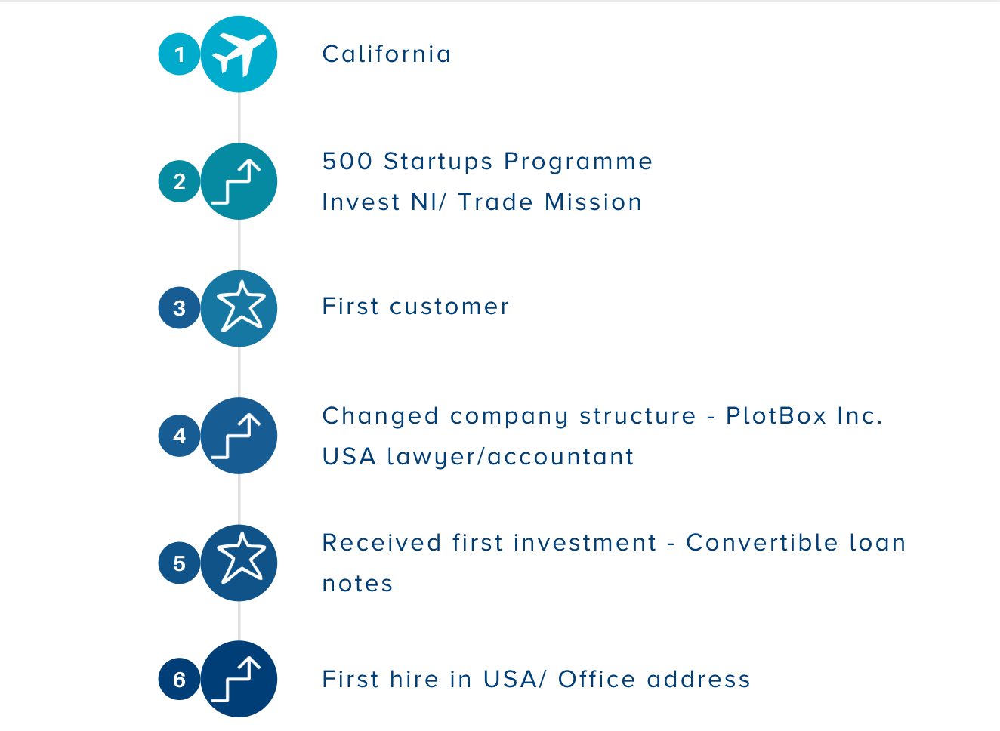 1 California
2 500 Startups Programme
Invest NI/ Trade Mission
3 First customer
4 Changed company structure - PlotBox Inc.
USA lawyer/accountant
5 Received first investment - Convertible loan
notes
6 First hire in USA/ Office address